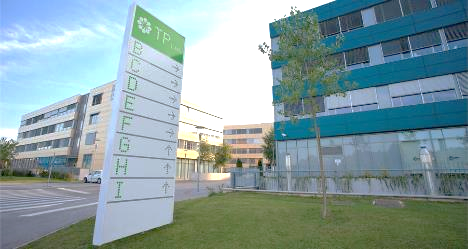 TP
B →
C →
D →
E ↑
F ↑
G ↑
H ↑
I ↑